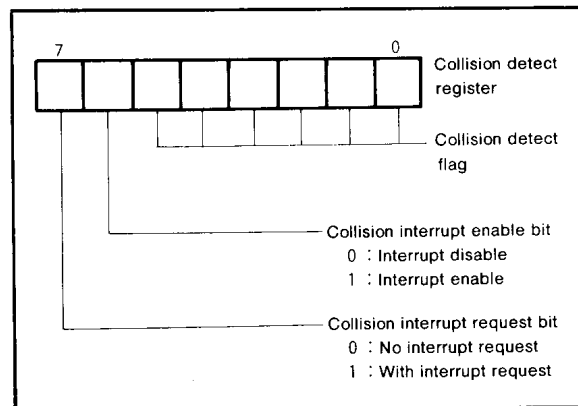 7
0
Collision detect
register
Collision detect
flag
Collision interrupt enable bit
0 : Interrupt disable
1 : Interrupt enable
Collision interrupt request bit
0 : No interrupt request
1 : With interrupt request